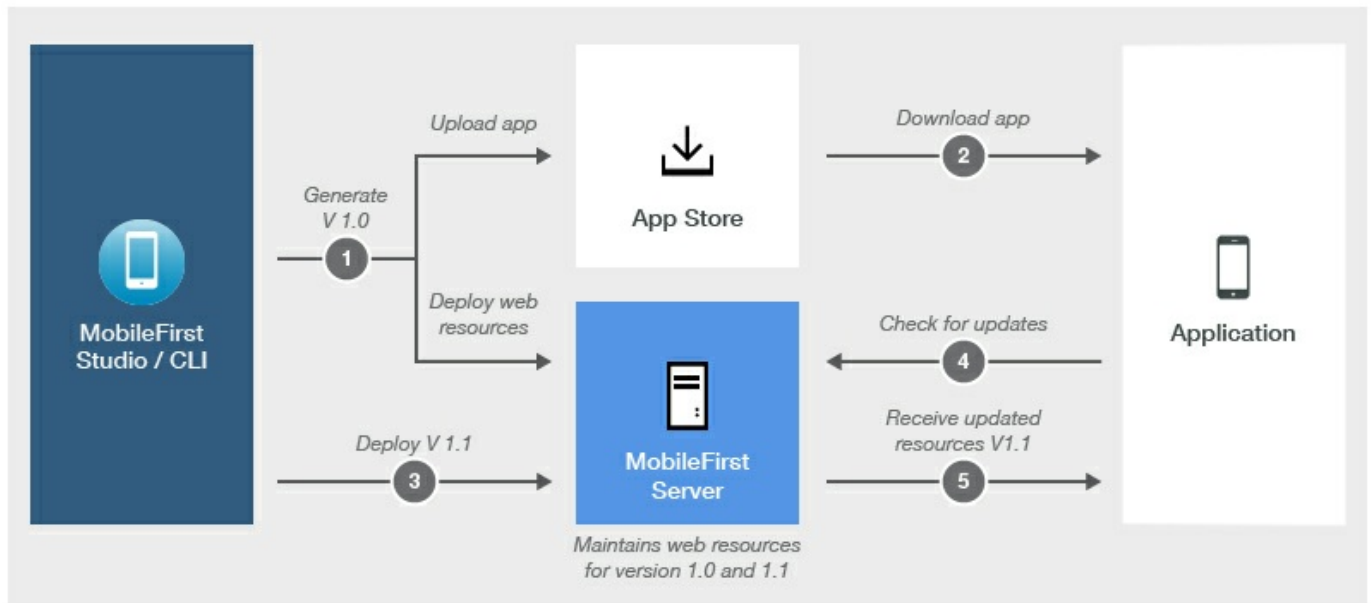 Upload app
Download app
2
App Store
Generate
V 1.0
1
MobileFirst
Studio / CLI
Deploy web
resources
Check for updates
4
Application
Deploy V 1.1
3
MobileFirst
Server
Receive updated
resources V1.1
5
Maintains web resources
for version 1.0 and 1.1